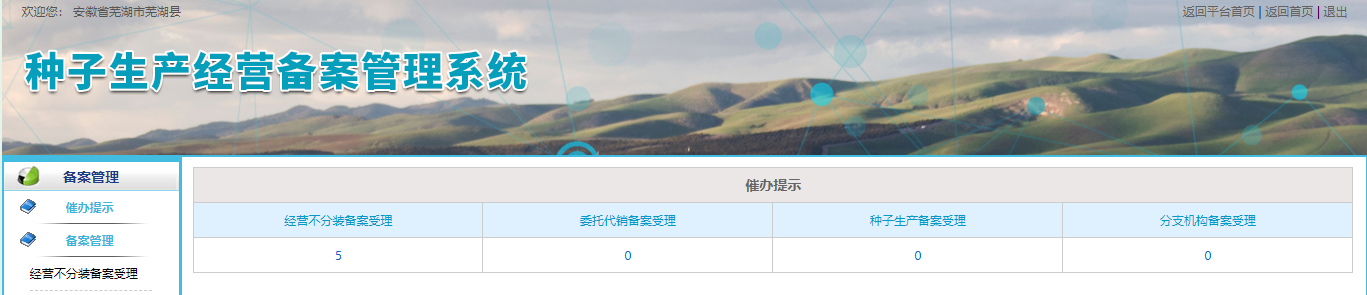 欢迎您： 安徽省芜湖市芜湖县
返回平台首页 | 返回首页 | 退出
种子生产经营备案管理系统
备案管理
催办提示
备案管理
经营不分装备案受理
催办提示
经营不分装备案受理 委托代销备案受理 种子生产备案受理 分支机构备案受理
5 0 0 0